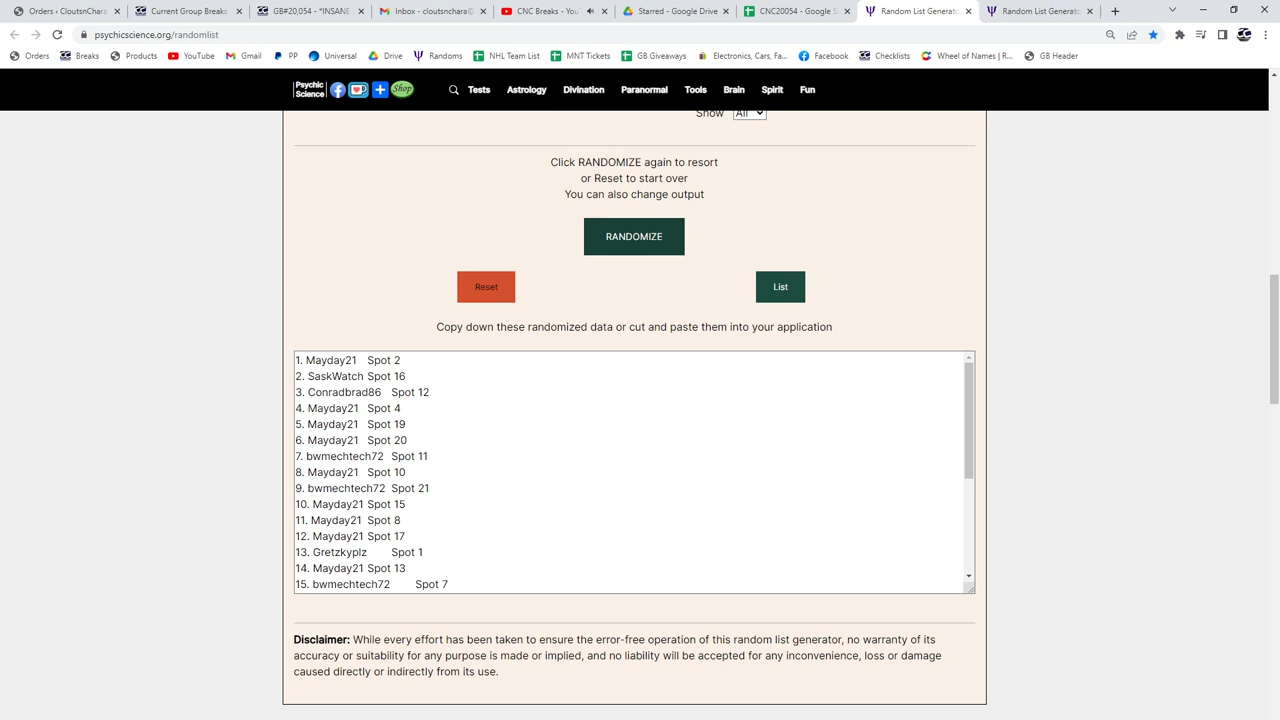 Orders ‹ CloutsnChara
Current Group Breaks
GB#20,054 - *INSANE
Inbox - cloutsnchar@
CNC Breaks - You
Starred - Google Drive
CNC20054 - Google S
Random List Generato
Random List Generato
psychicscience.org/randomlist
Orders
Breaks
Products
YouTube
Gmail
PP
Universal
Drive
Randoms
NHL Team List
MNT Tickets
GB Giveaways
Electronics, Cars, Fa...
Facebook
Checklists
Wheel of Names | R...
GB Header
Psychic
Science
Shop
Tests
Astrology
Divination
Paranormal
Tools
Brain
Spirit
Fun
Show All
Click RANDOMIZE again to resort
or Reset to start over
You can also change output
RANDOMIZE
Reset
List
Copy down these randomized data or cut and paste them into your application
1. Mayday21 Spot 2
2. SaskWatch Spot 16
3. Conradbrad86 Spot 12
4. Mayday21 Spot 4
5. Mayday21 Spot 19
6. Mayday21 Spot 20
7. bwmechtech72 Spot 11
8. Mayday21 Spot 10
9. bwmechtech72 Spot 21
10. Mayday21 Spot 15
11. Mayday21 Spot 8
12. Mayday21 Spot 17
13. Gretzkyplz Spot 1
14. Mayday21 Spot 13
15. bwmechtech72 Spot 7
Disclaimer: While every effort has been taken to ensure the error-free operation of this random list generator, no warranty of its
accuracy or suitability for any purpose is made or implied, and no liability will be accepted for any inconvenience, loss or damage
caused directly or indirectly from its use.